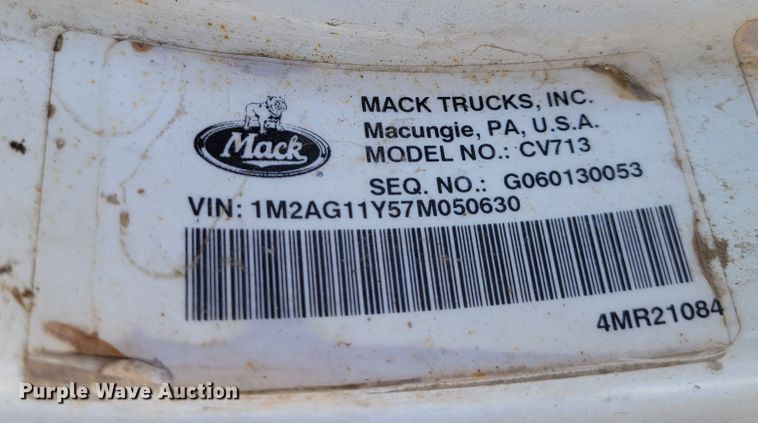 Mack
®
MACK TRUCKS, INC.
Macungie, PA, U.S.A.
MODEL NO.: CV713
SEQ. NO.: G060130053
VIN: 1M2AG11Y57M050630
4MR21084
Purple Wave Auction